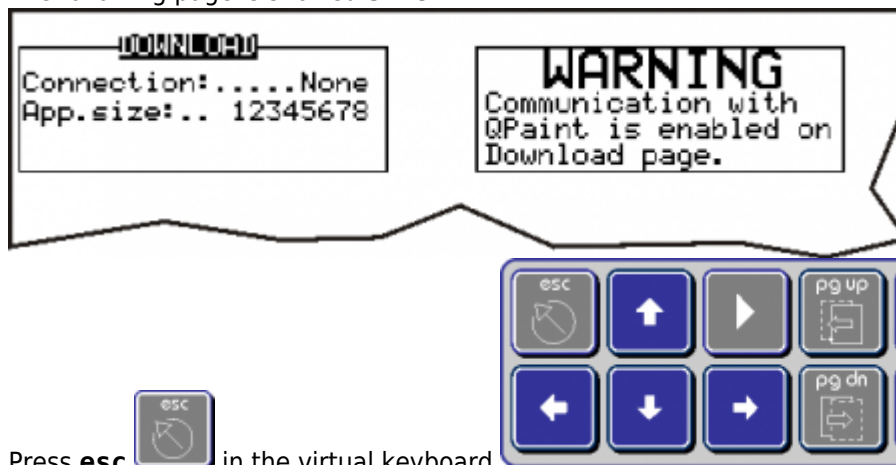 DOWNLOAD
Connection:.....None
App.size:.. 12345678
WARNING
Communication with
QPaint is enabled on
Download page.
esc
pg up
pg dn
esc
Press esc in the virtual keyboard